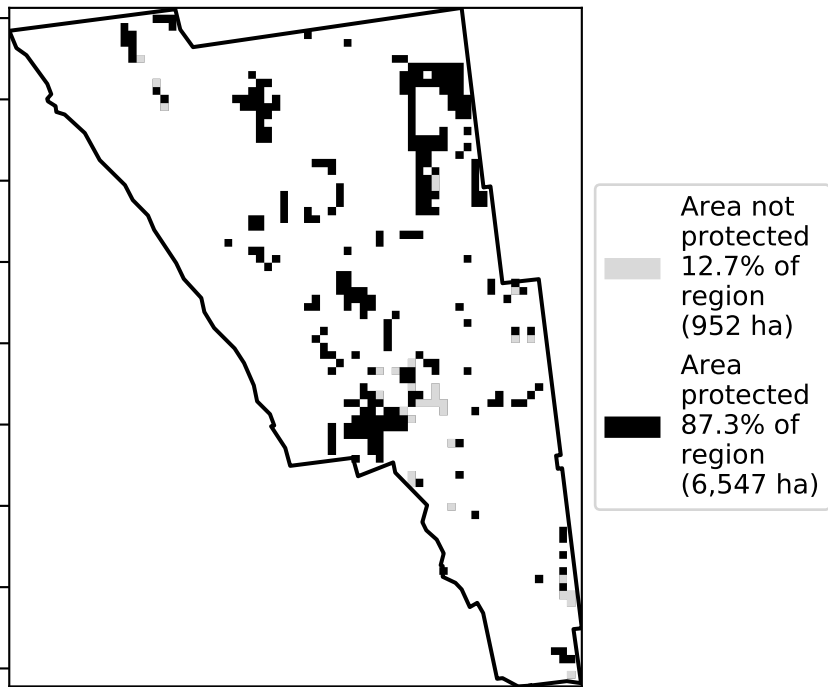 Area not
protected
12.7% of
region
(952 ha)
Area
protected
87.3% of
region
(6,547 ha)